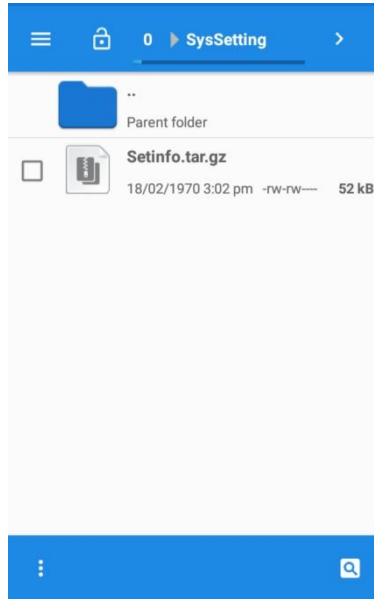 0 SysSetting
..
Parent folder
Setinfo.tar.gz
18/02/1970 3:02 pm -rw-rw---- 52 kB